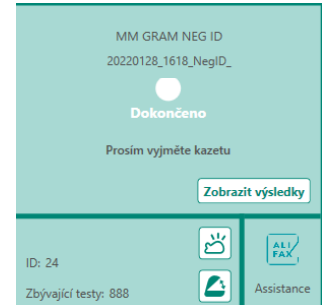 MM GRAM NEG ID
20220128_1618_NegID_
Dokončeno
Prosím vyjměte kazetu
Zobrazit výsledky
ID: 24
Zbývající testy: 888
ALI
FAX
Assistance